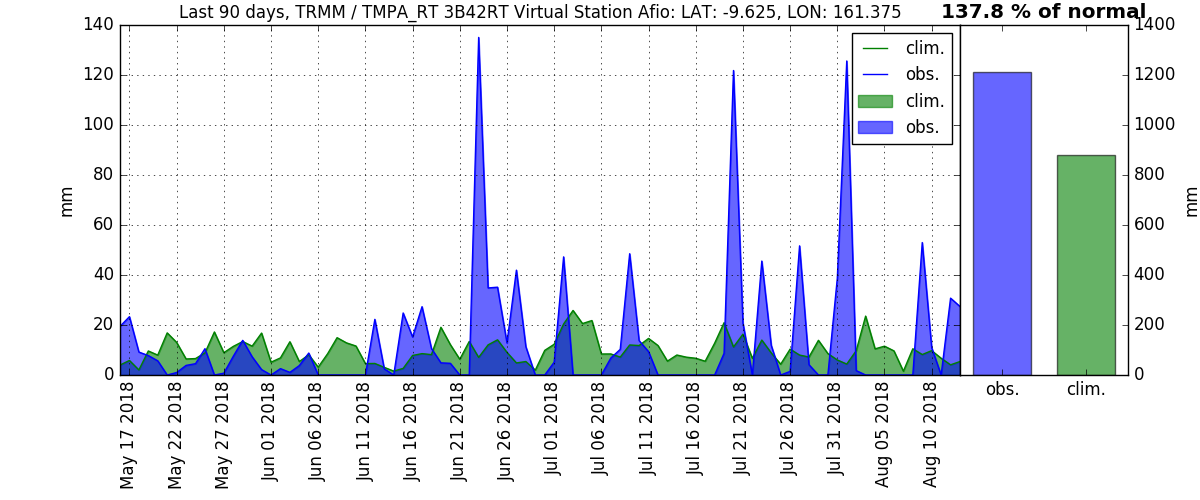 Last 90 days, TRMM / TMPA_RT 3B42RT Virtual Station Afio: LAT: -9.625, LON: 161.375
137.8 % of normal
140
120
100
80
60
40
20
0
mm
clim.
obs.
clim.
obs.
May 17 2018
May 22 2018
May 27 2018
Jun 01 2018
Jun 06 2018
Jun 11 2018
Jun 16 2018
Jun 21 2018
Jun 26 2018
Jul 01 2018
Jul 06 2018
Jul 11 2018
Jul 16 2018
Jul 21 2018
Jul 26 2018
Jul 31 2018
Aug 05 2018
Aug 10 2018
1400
1200
1000
800
600
400
200
0
mm
obs.
clim.